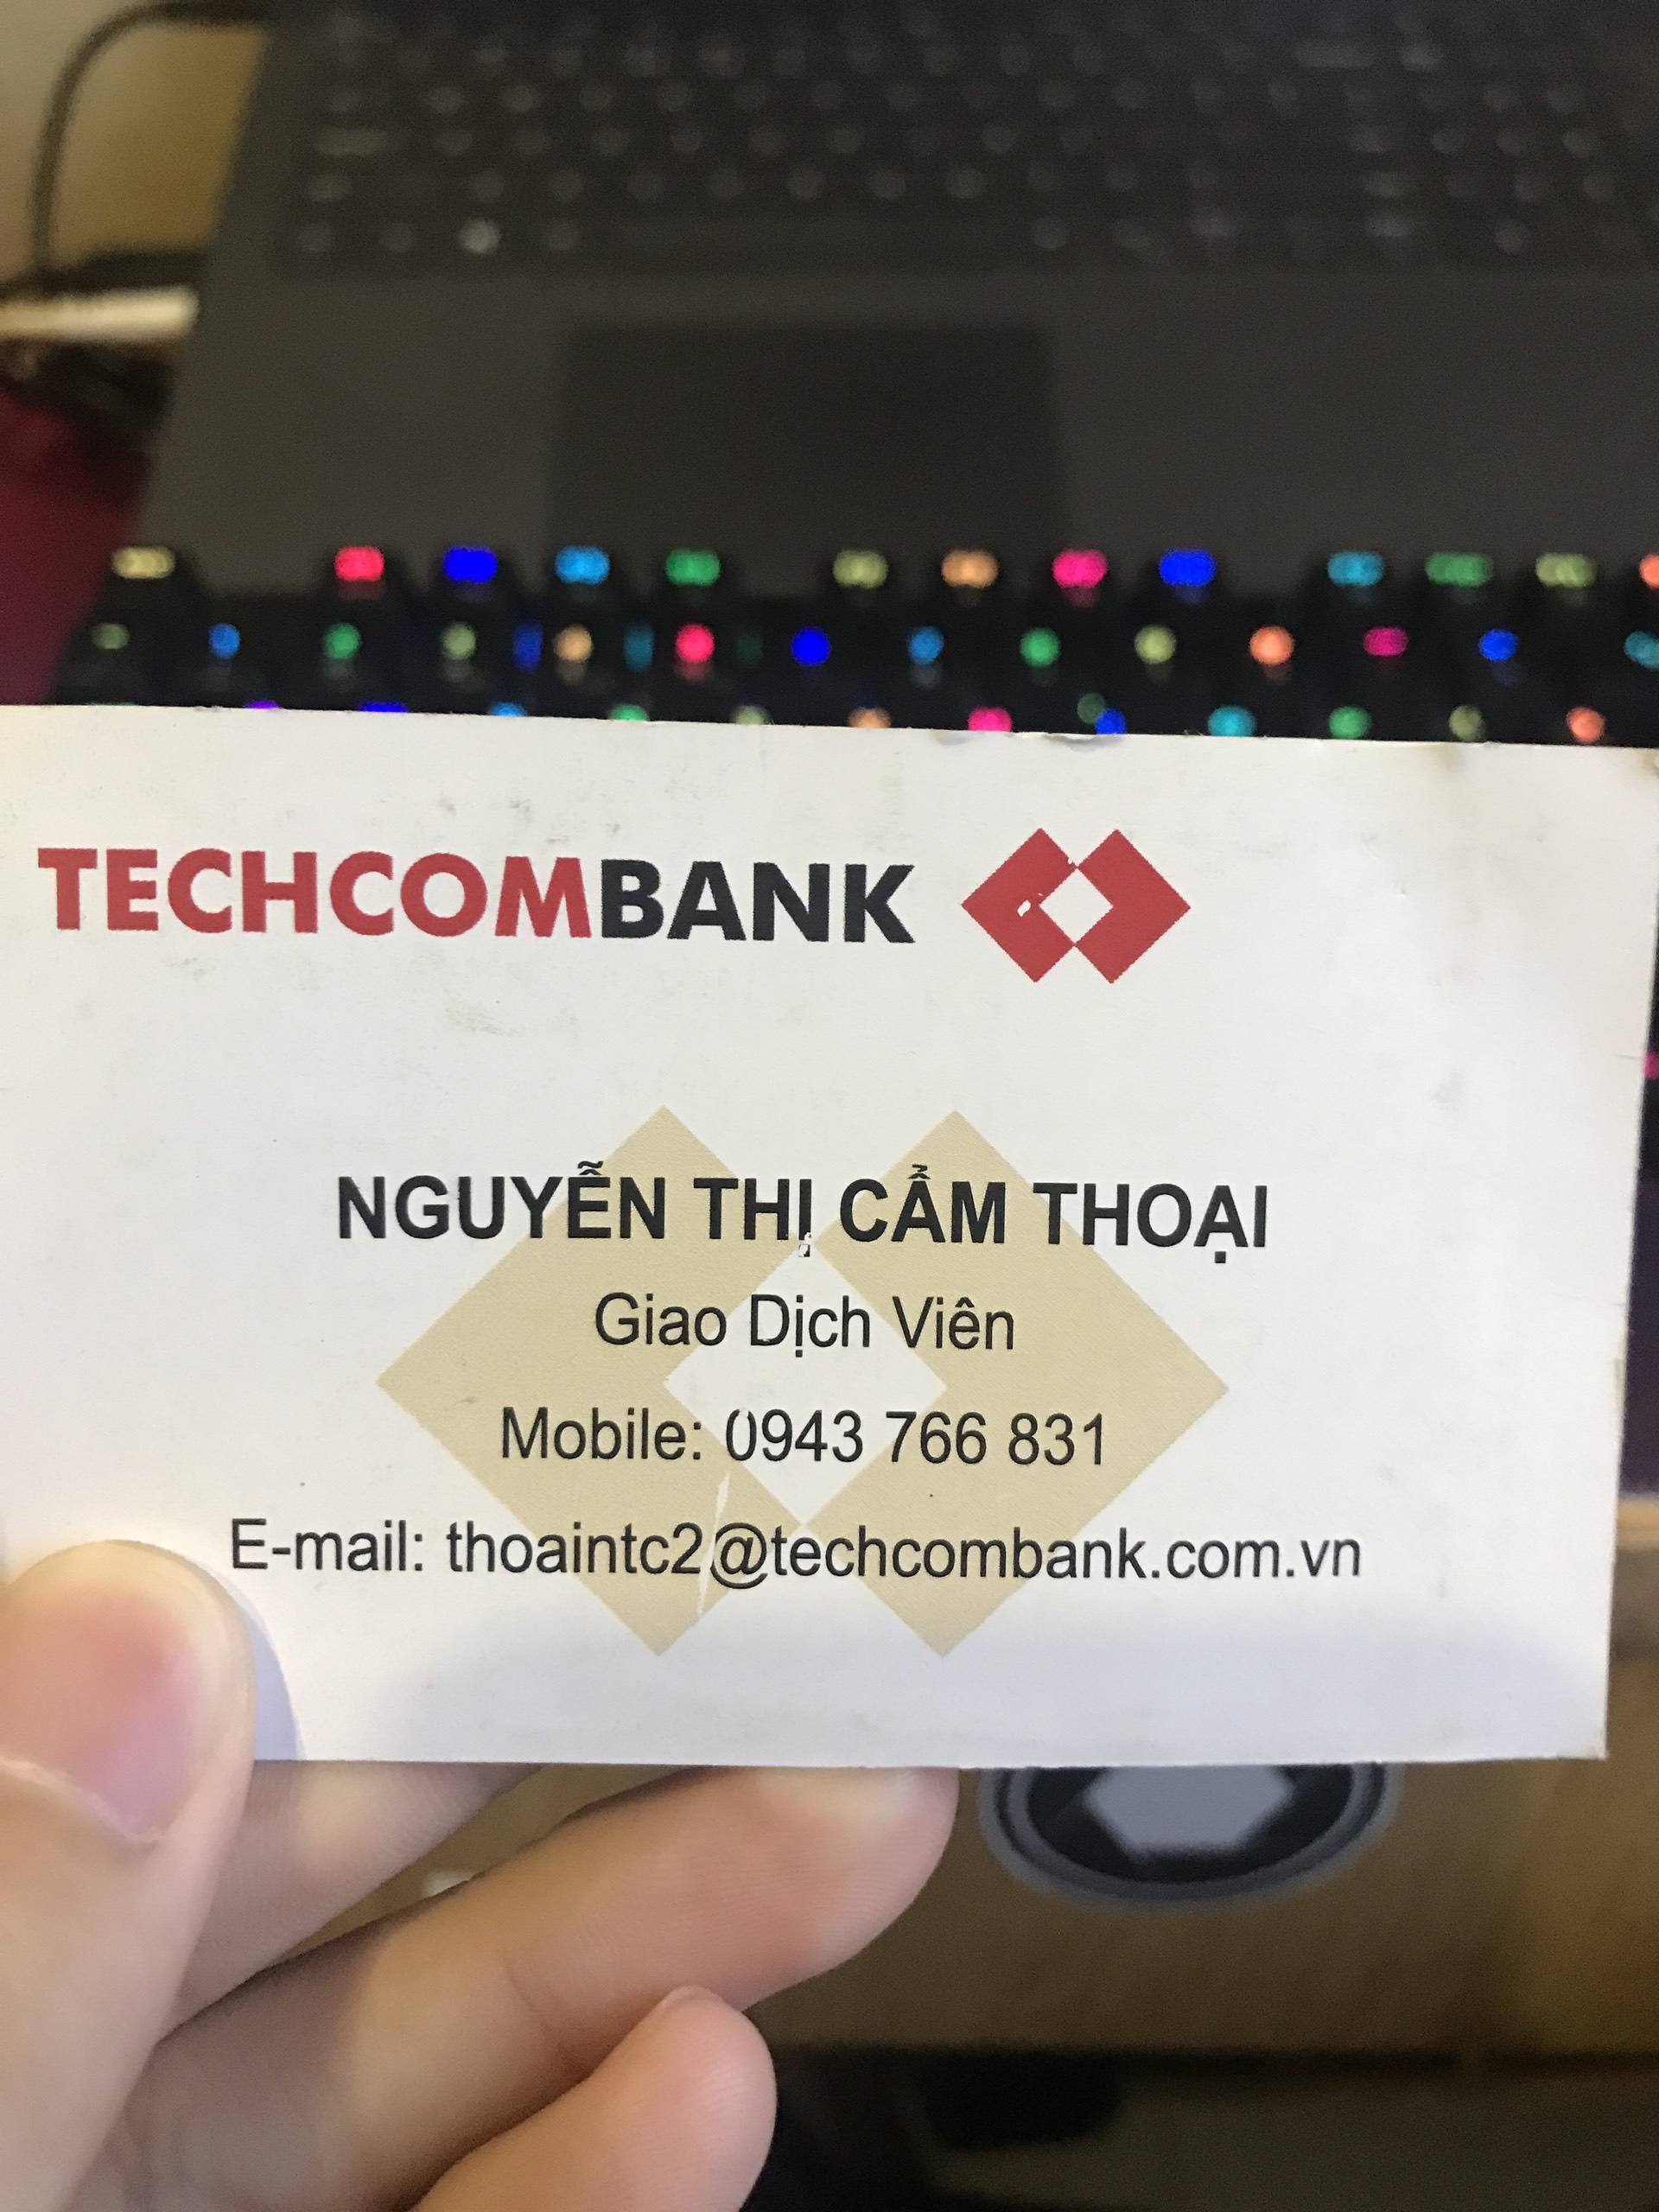 TECHCOMBANK
NGUYỄN THỊ CẨM THOẠI
Giao Dịch Viên
Mobile: 0943 766 831
E-mail: thoaintc2@techcombank.com.vn